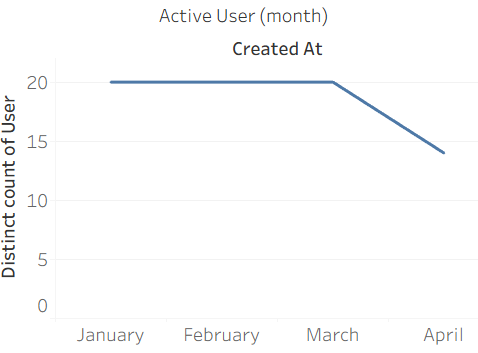 Active User (month)
Created At
Distinct count of User
20
15
10
5
0
January February March April